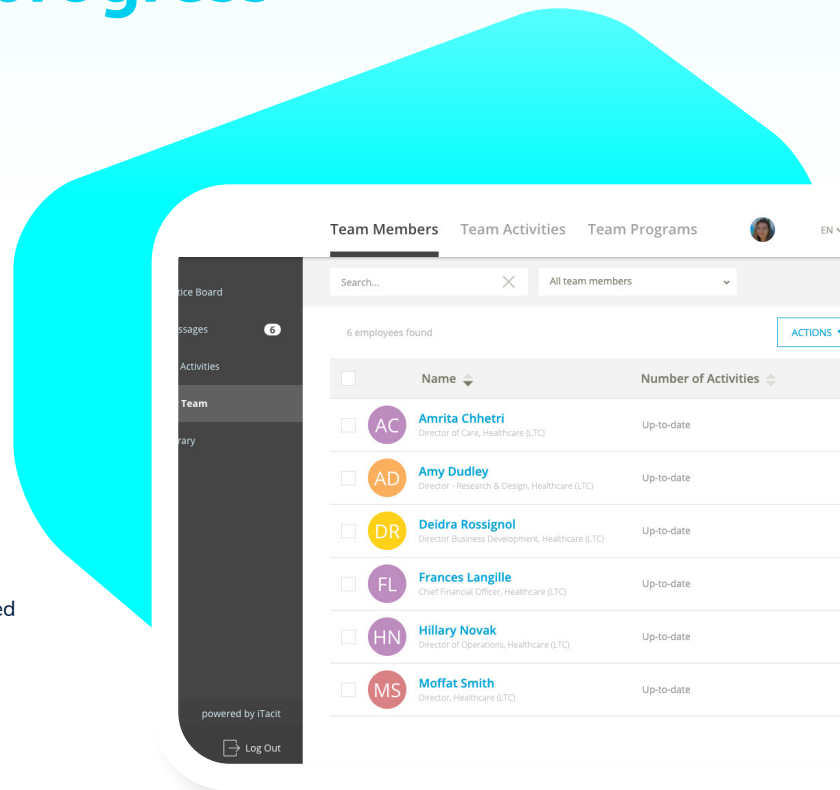 progress
Team Members Team Activities Team Programs EN
tice Board
Search... All team members
ssages 6
6 employees found ACTIONS
Activities
Name Number of Activities
Team
rary
AC Amrita Chhetri Up-to-date
Director of Care, Healthcare (LTC)
AD Amy Dudley Up-to-date
Director - Research & Design, Healthcare (LTC)
DR Deidra Rossignol Up-to-date
Director Business Development, Healthcare (LTC)
FL Frances Langille Up-to-date
Chief Financial Officer, Healthcare (LTC)
ed
HN Hillary Novak Up-to-date
Director of Operations, Healthcare (LTC)
MS Moffat Smith Up-to-date
Director, Healthcare (LTC)
powered by iTacit
Log Out